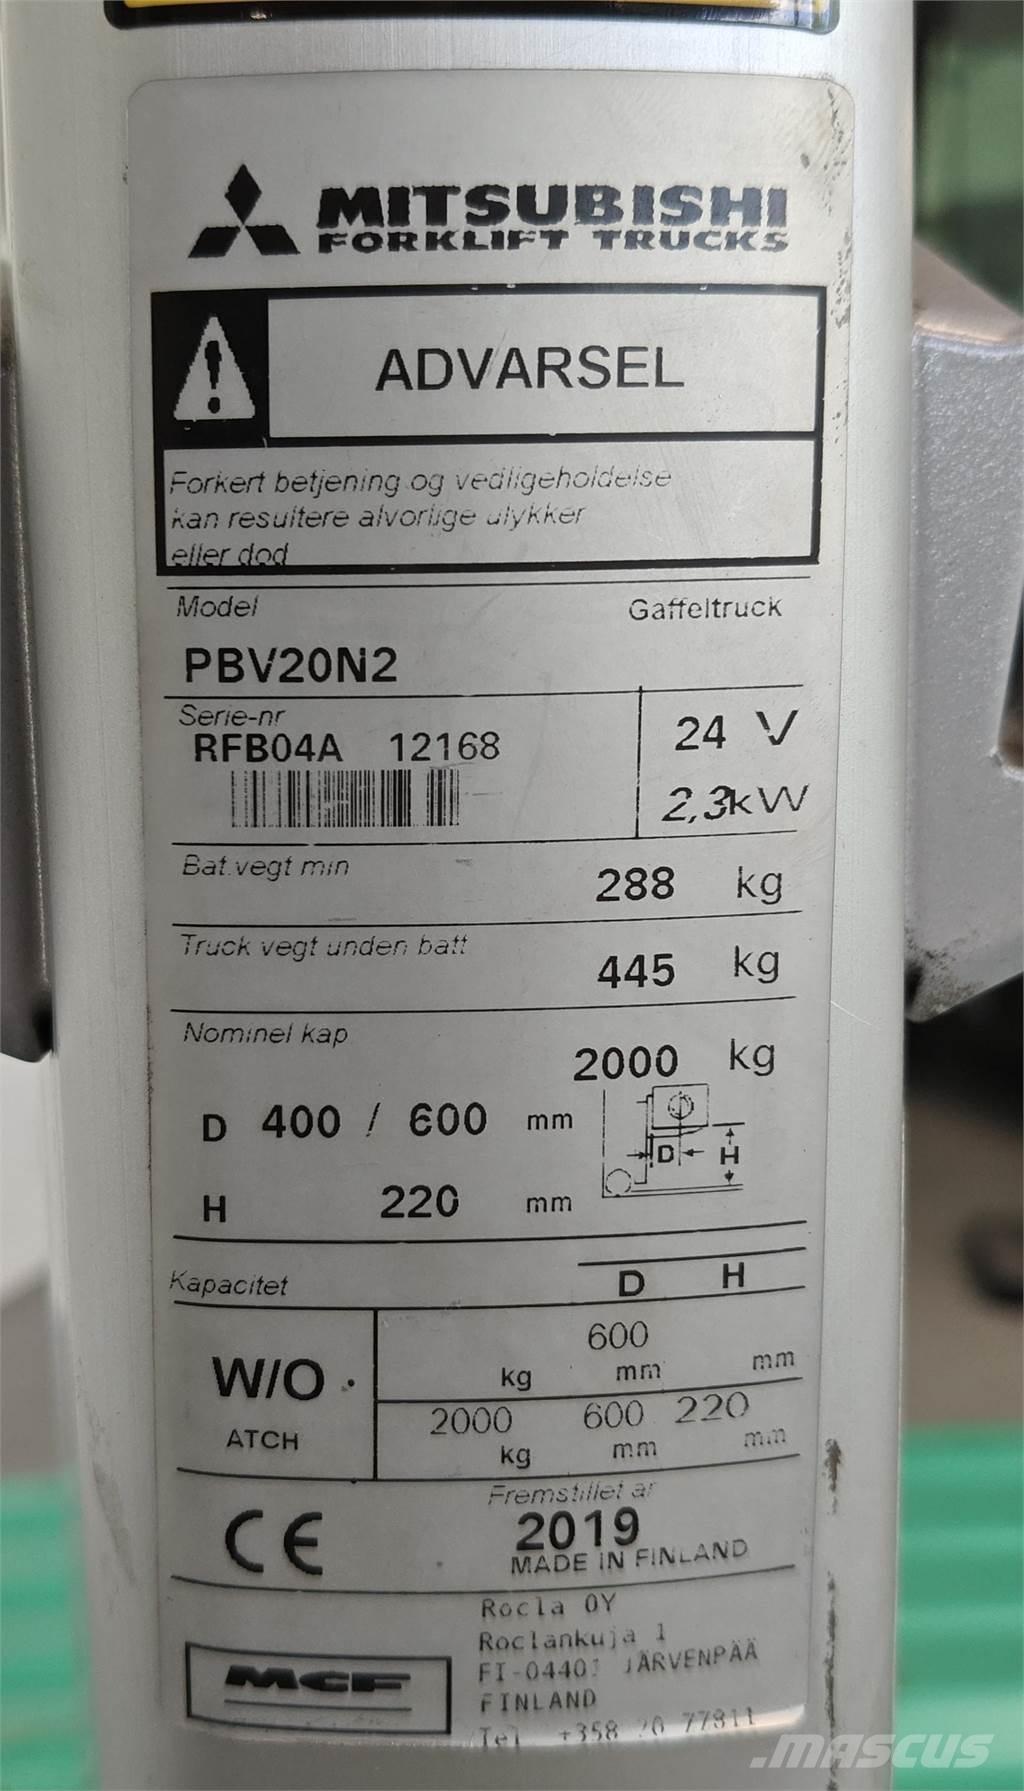 MITSUBISHI
FORKLIFT TRUCKS
ADVARSEL
Forkert betjening og vedligeholdelse
kan resultere alvorlige ulykker
eller dod
Model Gaffeltruck
PBV20N2
Serie-nr
RFB04A 12168
24 V
2,3kW
Bat.vegt min
288 kg
Truck vegt unden batt
445 kg
Nominel kap
2000 kg
D 400 / 600 mm
D H
H 220 mm
Kapacitet D H
600
kg mm mm
W/O
2000 600 220
ATCH kg mm mm
Fremstillet ar
CE 2019
MADE IN FINLAND
Rocla OY
Roclankuja 1
FI-04401 JÄRVENPÄÄ
MCF
FINLAND
Tel +358 20 77811
.MASCUS